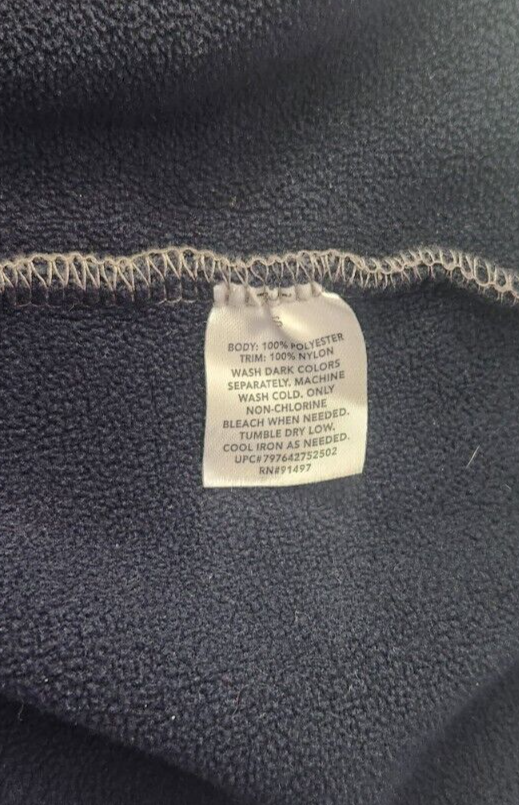 S
BODY: 100% POLYESTER
TRIM: 100% NYLON
WASH DARK COLORS
SEPARATELY. MACHINE
WASH COLD. ONLY
NON-CHLORINE
BLEACH WHEN NEEDED.
TUMBLE DRY LOW.
COOL IRON AS NEEDED.
UPC#797642752502
RN#91497